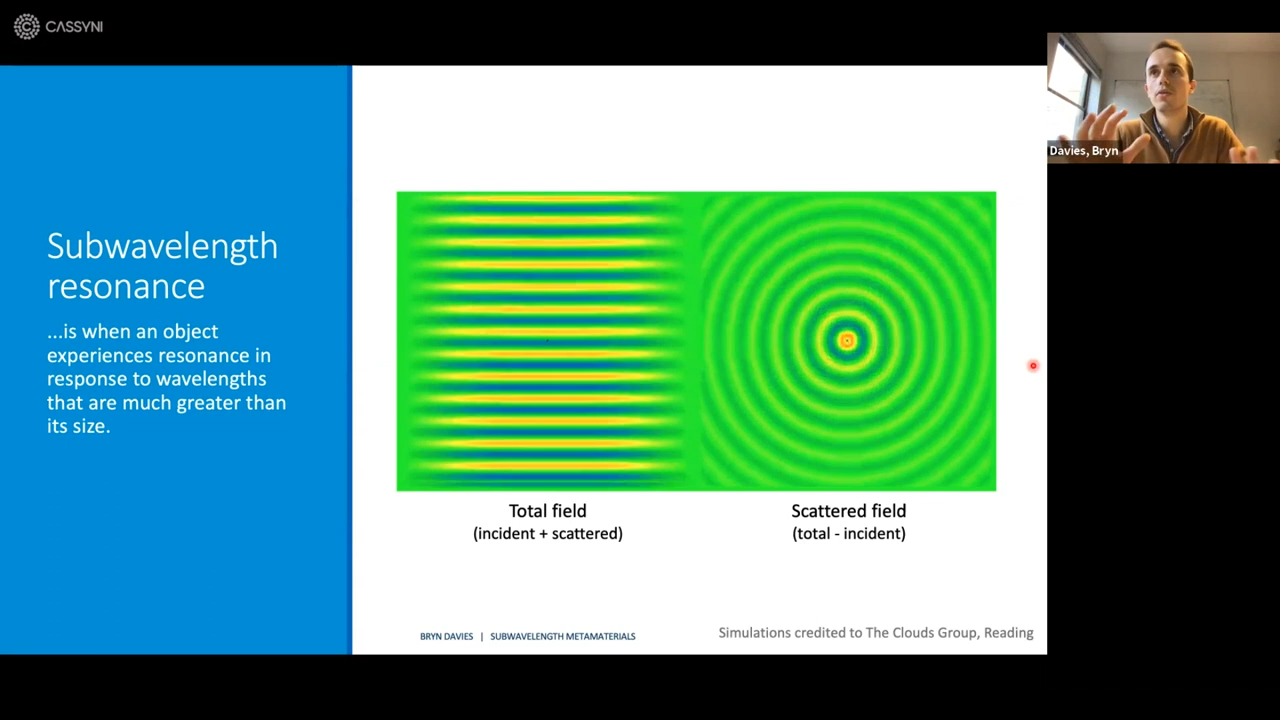 CASSYNI
Davies, Bryn
Subwavelength
resonance
...is when an object
experiences resonance in
response to wavelengths
that are much greater than
its size.
Total field
(incident + scattered)
Scattered field
(total - incident)
BRYN DAVIES | SUBWAVELENGTH METAMATERIALS
Simulations credited to The Clouds Group, Reading